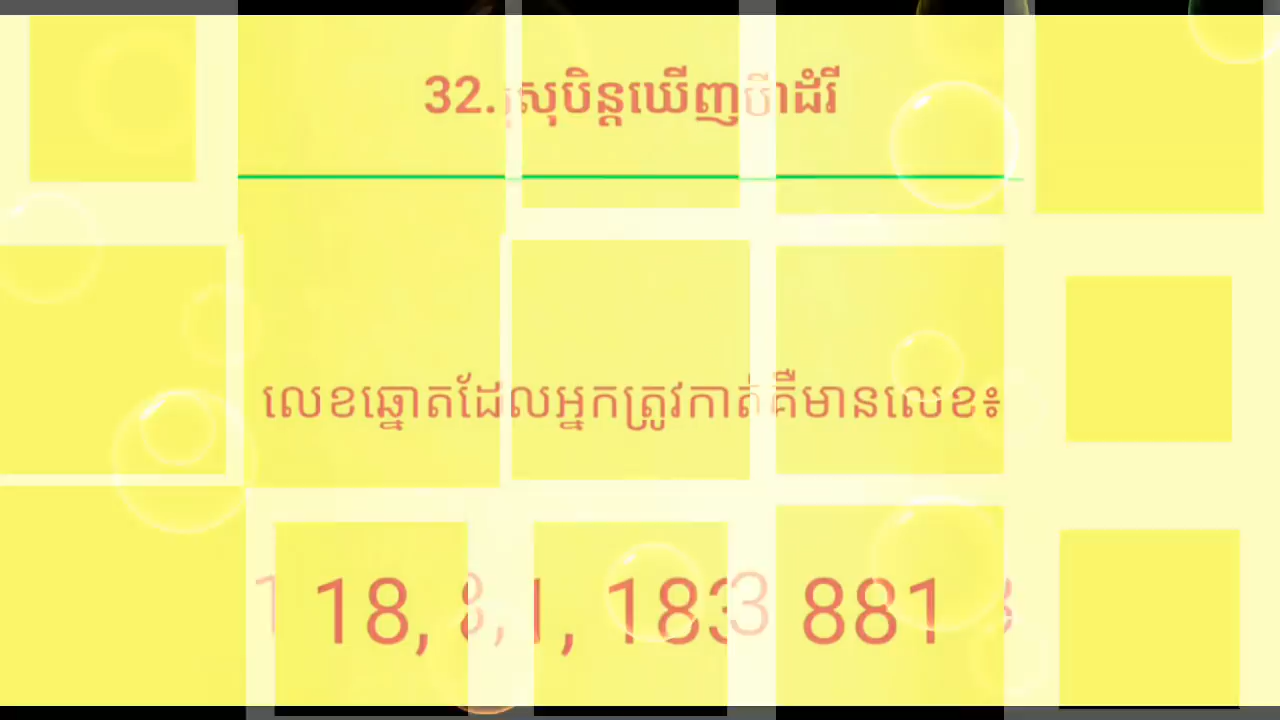 32. សុបិន្តឃើញ ដំរី
លេខឆ្នោតដែលអ្នកត្រូវកាត់គឺមានលេខ៖
18, 81, 183 881